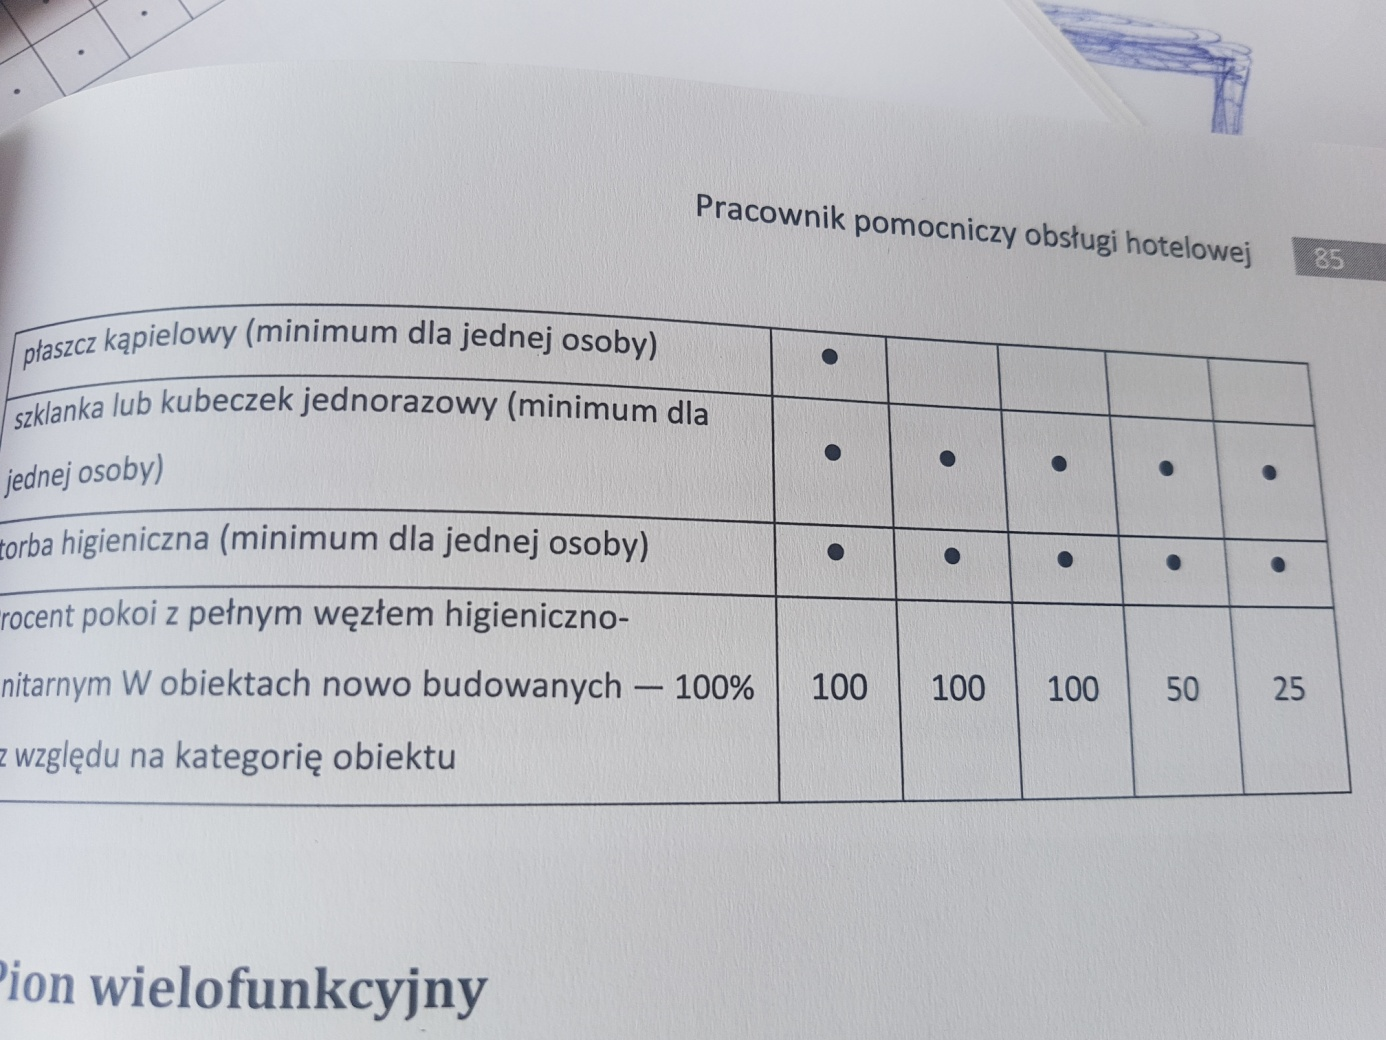 Pracownik pomocniczy obsługi hotelowej 85
płaszcz kąpielowy (minimum dla jednej osoby) •
szklanka lub kubeczek jednorazowy (minimum dla
jednej osoby) • • • • •
torba higieniczna (minimum dla jednej osoby) • • • • •
rocent pokoi z pełnym węzłem higieniczno-
nitarnym W obiektach nowo budowanych — 100% 100 100 100 50 25
z względu na kategorię obiektu
Pion wielofunkcyjny